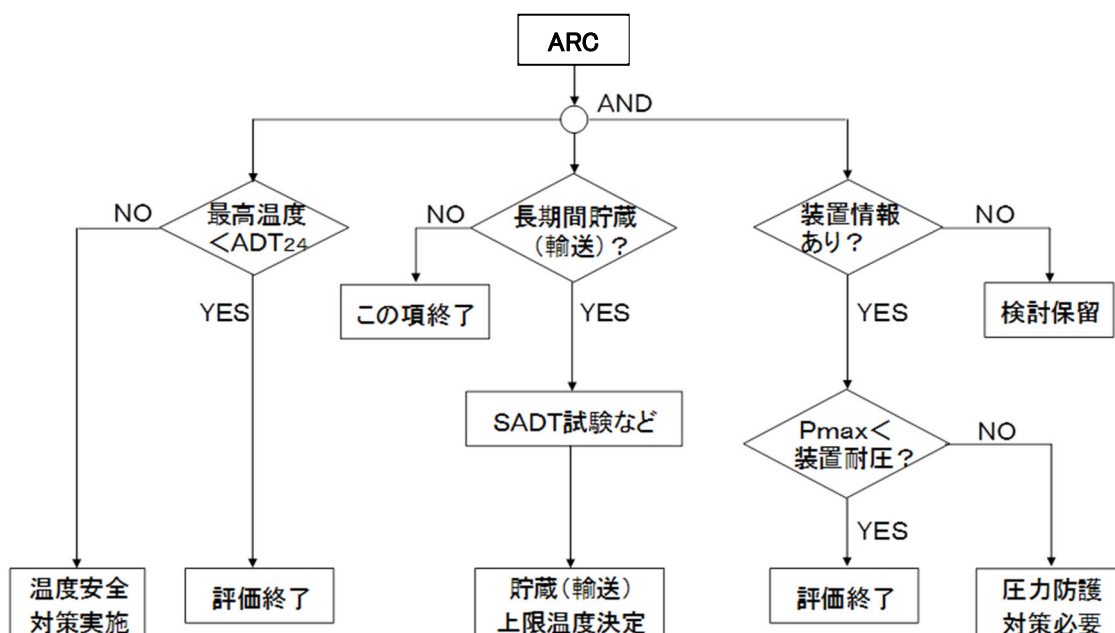 ARC
AND
NO
最高温度
＜ADT24
YES
NO
長期間貯蔵
(輸送)？
YES
装置情報
あり？
NO
YES
この項終了
検討保留
SADT試験など
Pmax＜
装置耐圧？
NO
YES
温度安全
対策実施
評価終了
貯蔵(輸送)
上限温度決定
評価終了
圧力防護
対策必要